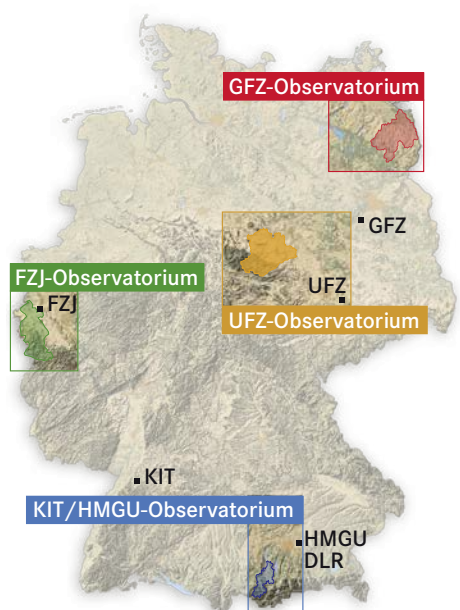 GFZ-Observatorium
GFZ
FZJ-Observatorium
FZJ
UFZ
UFZ-Observatorium
KIT
KIT/HMGU-Observatorium
HMGU
DLR